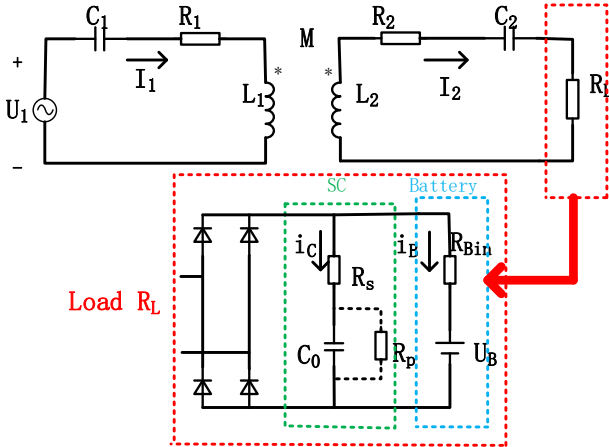 C1 R1 M R2 C2
+
I1 * * I2
U1 L1 L2 RL
-
SC Battery
iC iB RBin
Rs
Load RL
C0 Rp UB